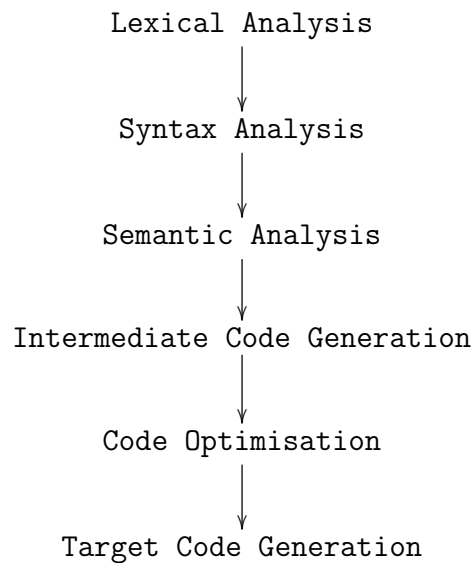 Lexical Analysis
Syntax Analysis
Semantic Analysis
Intermediate Code Generation
Code Optimisation
Target Code Generation